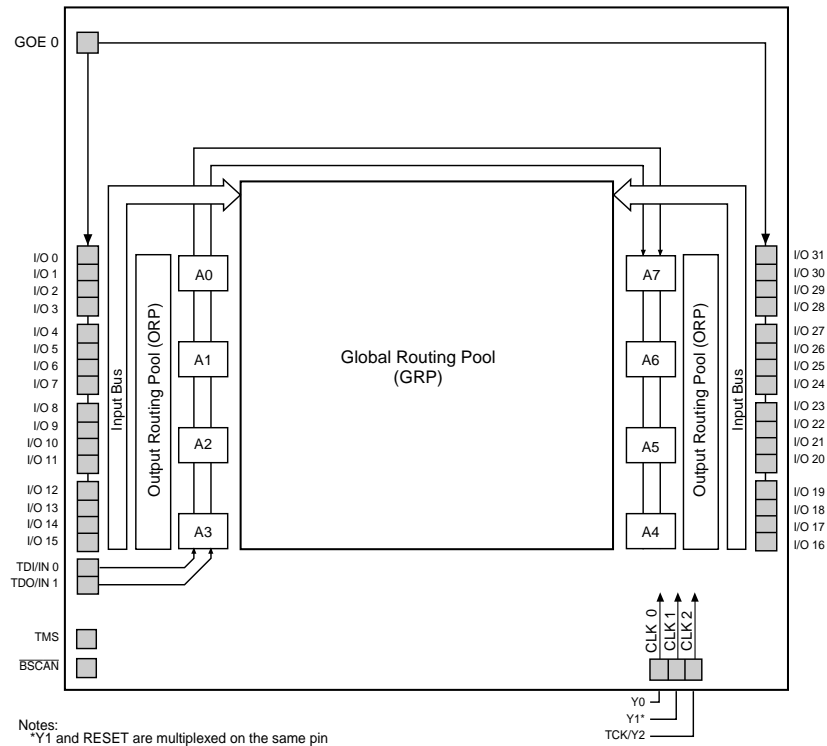 GOE 0
I/O 0
I/O 1
I/O 2
I/O 3
I/O 4
I/O 5
I/O 6
I/O 7
I/O 8
I/O 9
I/O 10
I/O 11
I/O 12
I/O 13
I/O 14
I/O 15
TDI/IN 0
TDO/IN 1
TMS
BSCAN
Input Bus
Output Routing Pool (ORP)
A0
A1
A2
A3
Global Routing Pool
(GRP)
A7
A6
A5
A4
Output Routing Pool (ORP)
Input Bus
I/O 31
I/O 30
I/O 29
I/O 28
I/O 27
I/O 26
I/O 25
I/O 24
I/O 23
I/O 22
I/O 21
I/O 20
I/O 19
I/O 18
I/O 17
I/O 16
CLK 0
CLK 1
CLK 2
Y0
Y1*
TCK/Y2
Notes:
*Y1 and RESET are multiplexed on the same pin